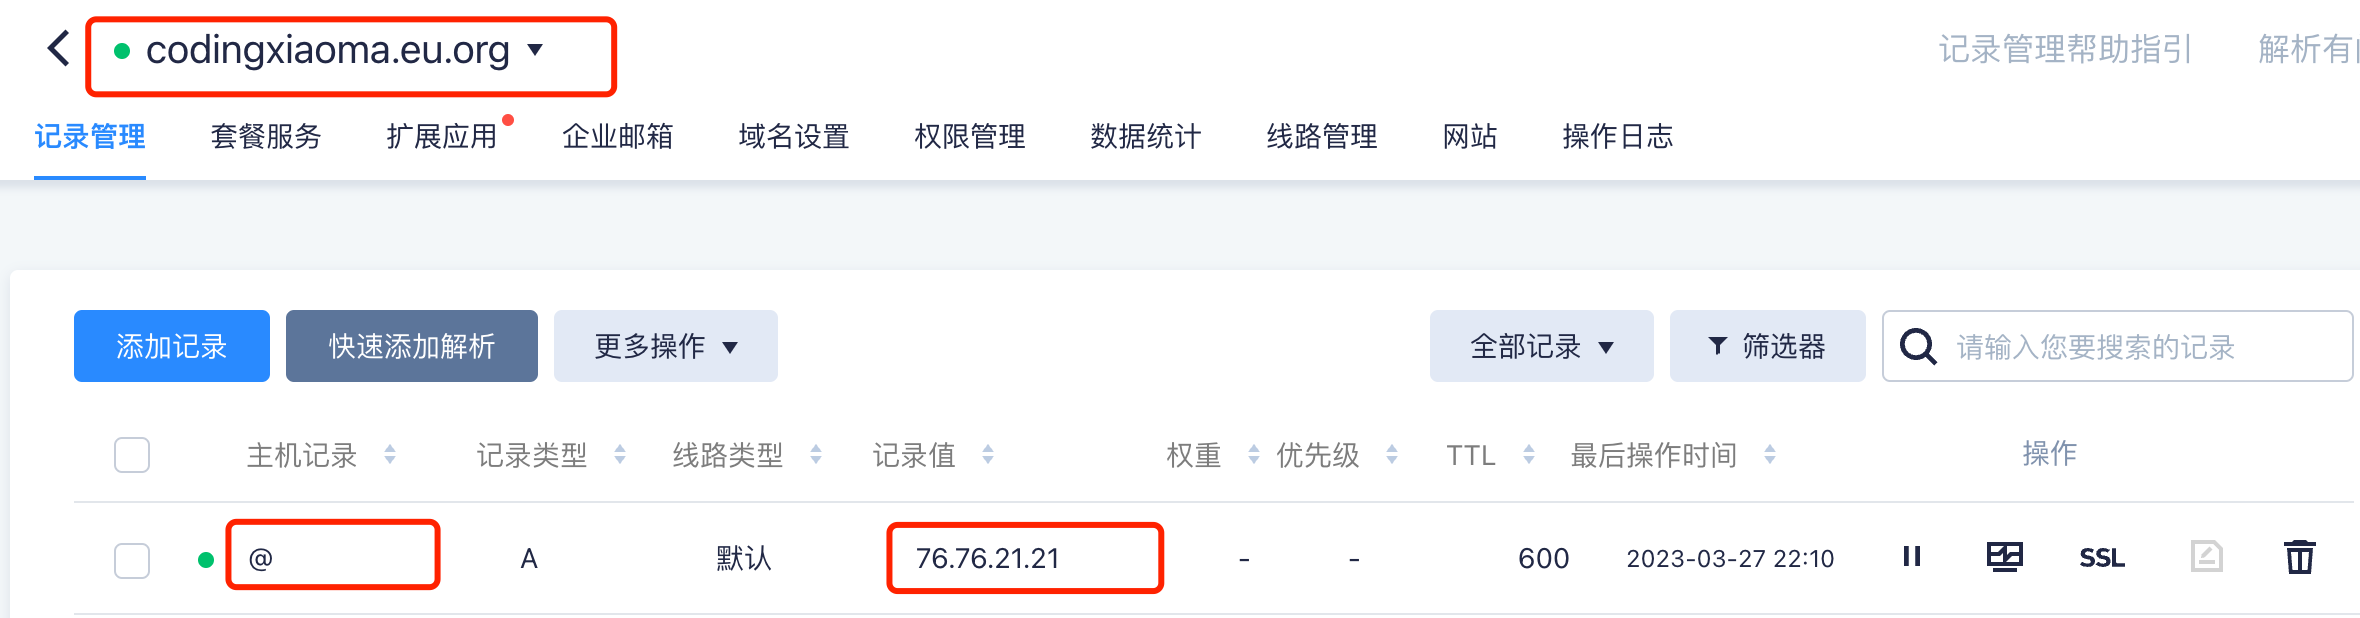 codingxiaoma.eu.org
记录管理帮助指引 解析有
记录管理 套餐服务 扩展应用 企业邮箱 域名设置 权限管理 数据统计 线路管理 网站 操作日志
添加记录 快速添加解析 更多操作 全部记录 筛选器 请输入您要搜索的记录
主机记录 记录类型 线路类型 记录值 权重 优先级 TTL 最后操作时间 操作
@ A 默认 76.76.21.21 - - 600 2023-03-27 22:10 SSL